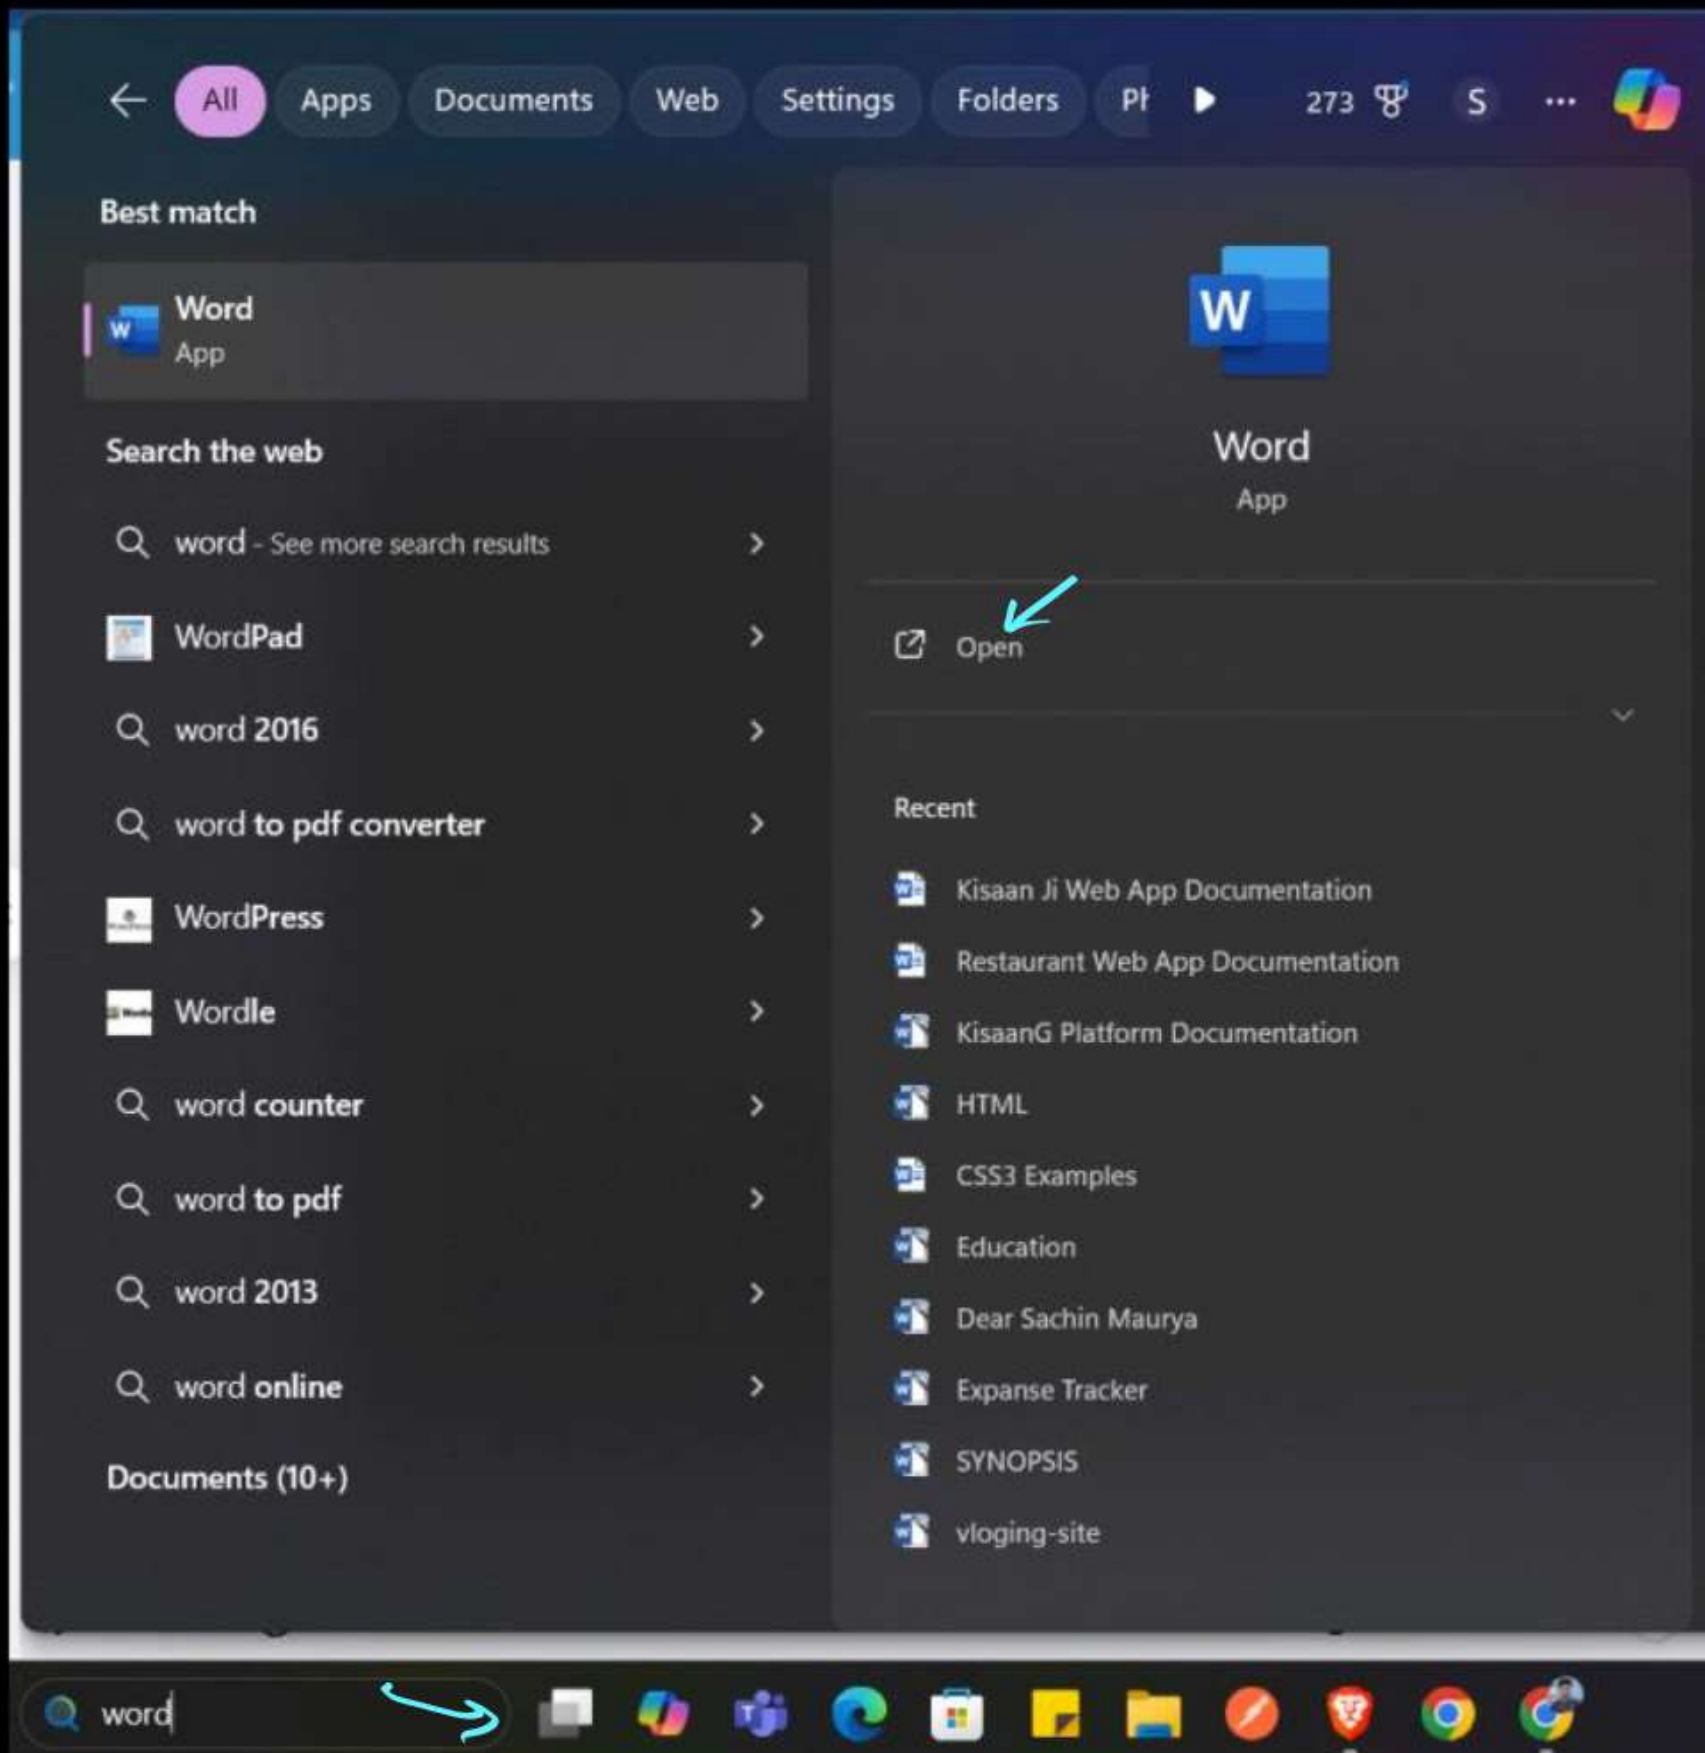 All
Apps
Documents
Web
Settings
Folders
273
S
Best match
W
Word
App
Search the web
word - See more search results
WordPad
word 2016
word to pdf converter
WordPress
Wordle
word counter
word to pdf
word 2013
word online
Documents (10+)
W
Word
App
Open
Recent
Kisaan Ji Web App Documentation
Restaurant Web App Documentation
KisaanG Platform Documentation
HTML
CSS3 Examples
Education
Dear Sachin Maurya
Expanse Tracker
SYNOPSIS
vloging-site
word